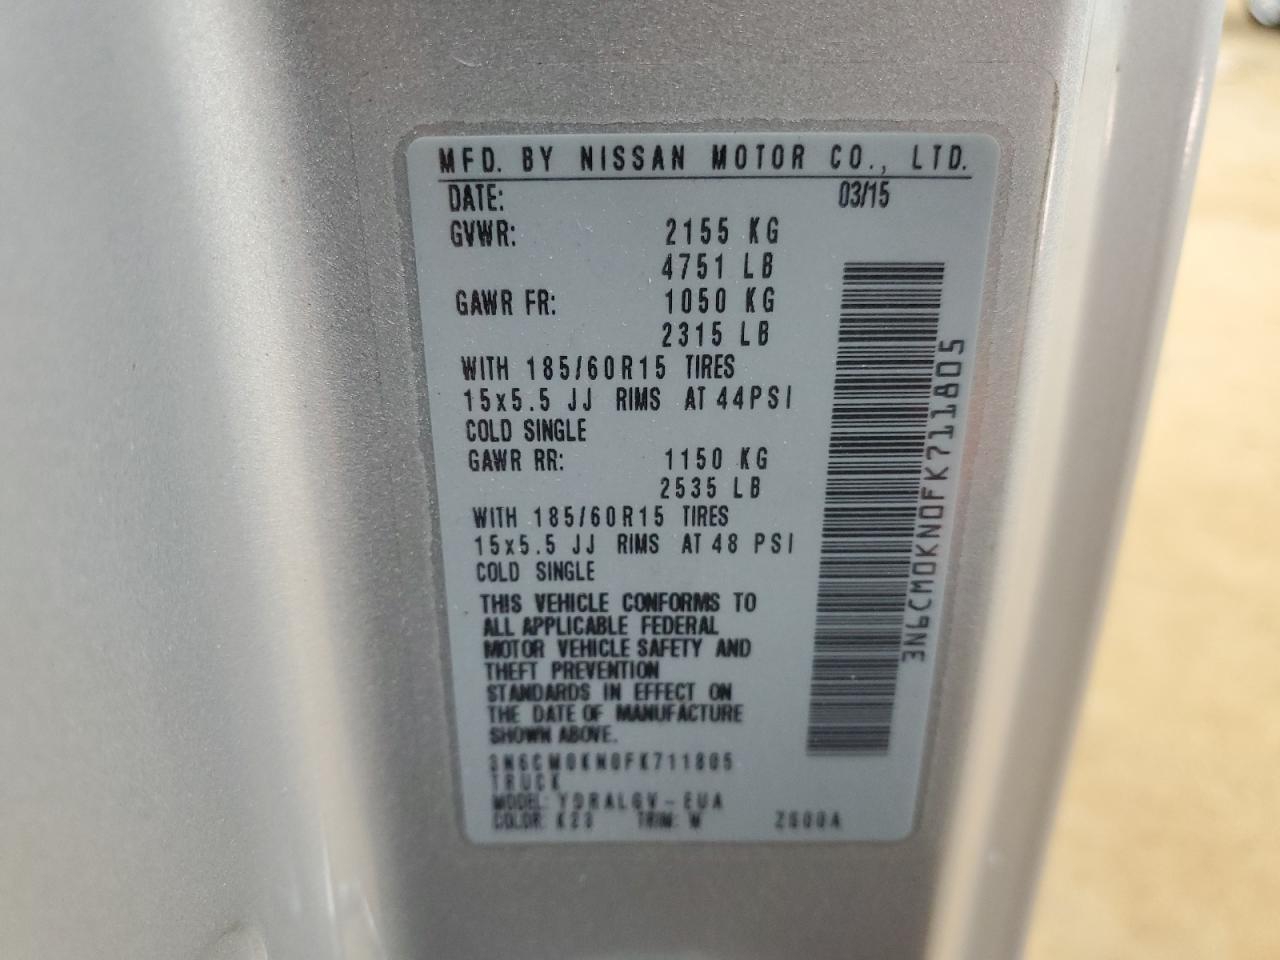 MFD. BY NISSAN MOTOR CO., LTD.
DATE: 03/15
GVWR: 2155 KG
4751 LB
GAWR FR: 1050 KG
2315 LB
WITH 185/60R15 TIRES
15x5.5 JJ RIMS AT 44PSI
COLD SINGLE
GAWR RR: 1150 KG
2535 LB
WITH 185/60R15 TIRES
15x5.5 JJ RIMS AT 48 PSI
COLD SINGLE
THIS VEHICLE CONFORMS TO
ALL APPLICABLE FEDERAL
MOTOR VEHICLE SAFETY AND
THEFT PREVENTION
STANDARDS IN EFFECT ON
THE DATE OF MANUFACTURE
SHOWN ABOVE.
3N6CM0KN0FK711805
TRUCK
MODEL:
COLOR: K23 TRIM: W
3N6CM0KN0FK711805